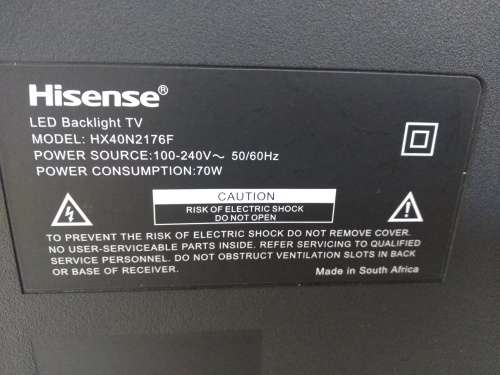 Hisense®
LED Backlight TV
MODEL: HX40N2176F
POWER SOURCE:100-240V～ 50/60Hz
POWER CONSUMPTION:70W
CAUTION
RISK OF ELECTRIC SHOCK
DO NOT OPEN
TO PREVENT THE RISK OF ELECTRIC SHOCK DO NOT REMOVE COVER.
NO USER-SERVICEABLE PARTS INSIDE. REFER SERVICING TO QUALIFIED
SERVICE PERSONNEL. DO NOT OBSTRUCT VENTILATION SLOTS IN BACK
OR BASE OF RECEIVER.
Made in South Africa